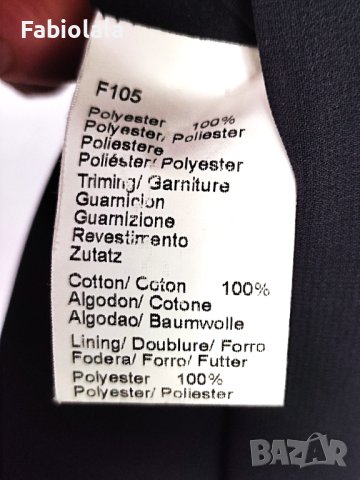 Fabiolata
F105
Polyester 100%
Polyester, Poliester
Poliestere
Poliéster/ Polyester
Triming/ Garniture
Guarnicion
Guarnizione
Revestimento
Zutatz
Cotton/ Coton 100%
Algodon/ Cotone
Algodao/ Baumwolle
Lining/ Doublure/ Forro
Fodera/ Forro/ Futter
Polyester 100%
Polyester/ Poliester
BAZAR